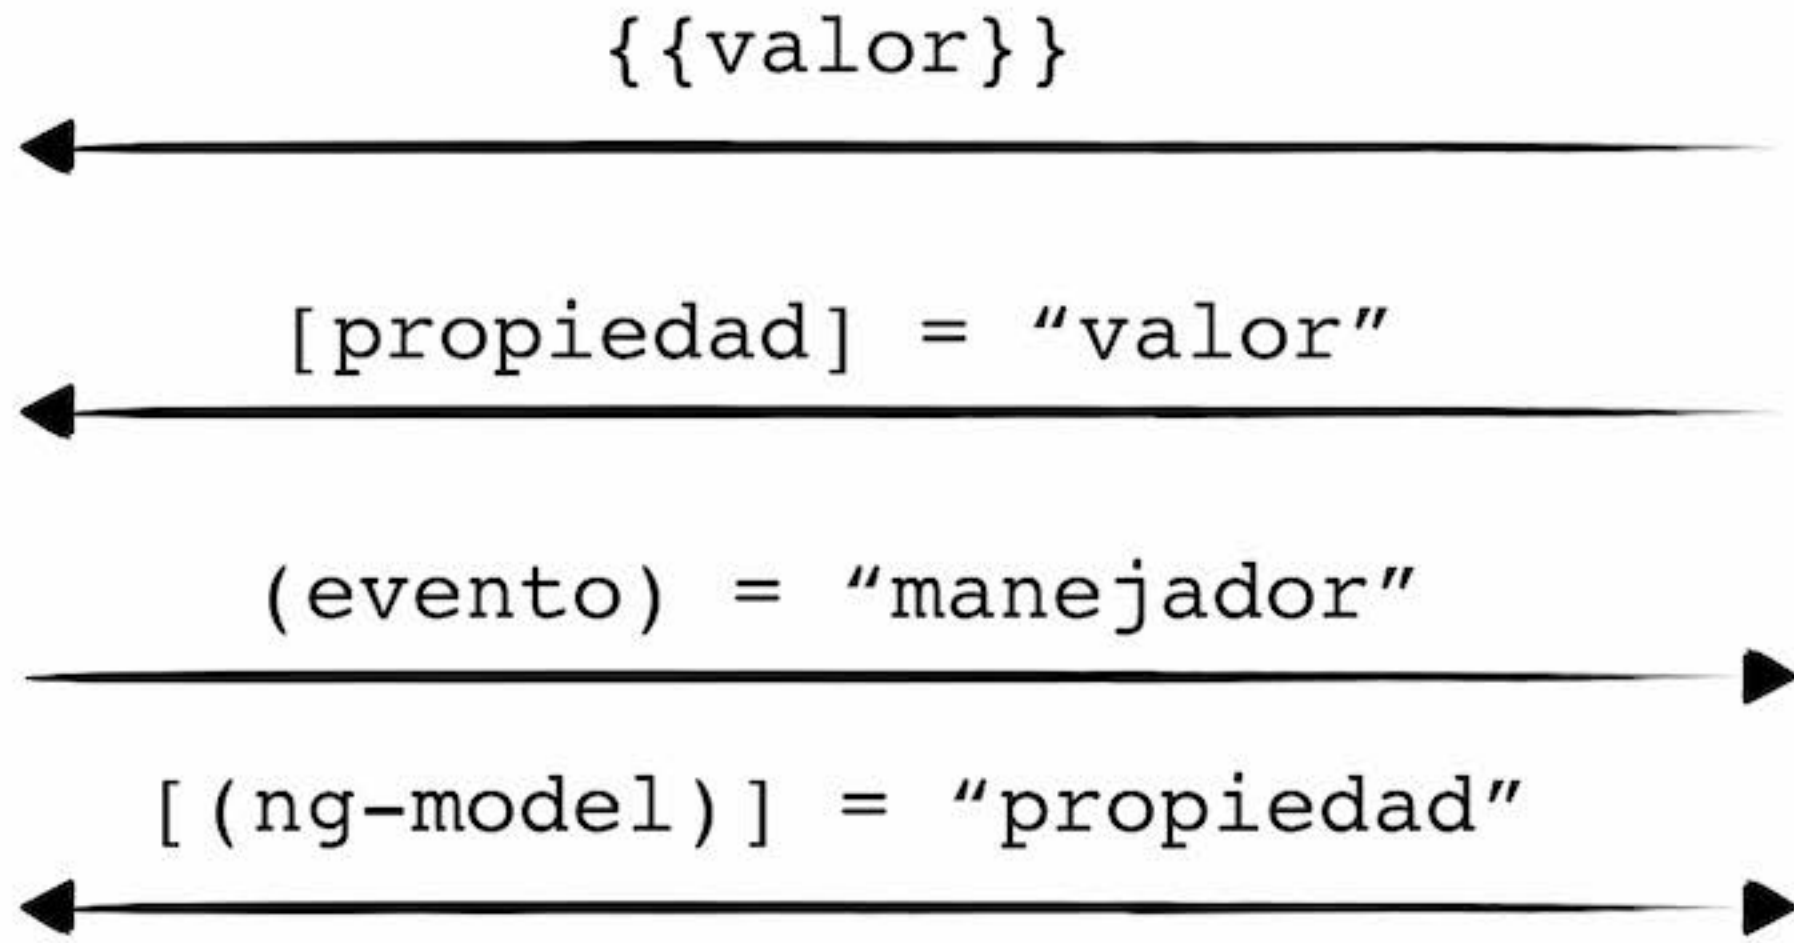 {{valor}}
[propiedad] = “valor”
(evento) = “manejador”
[(ng-model)] = “propiedad”